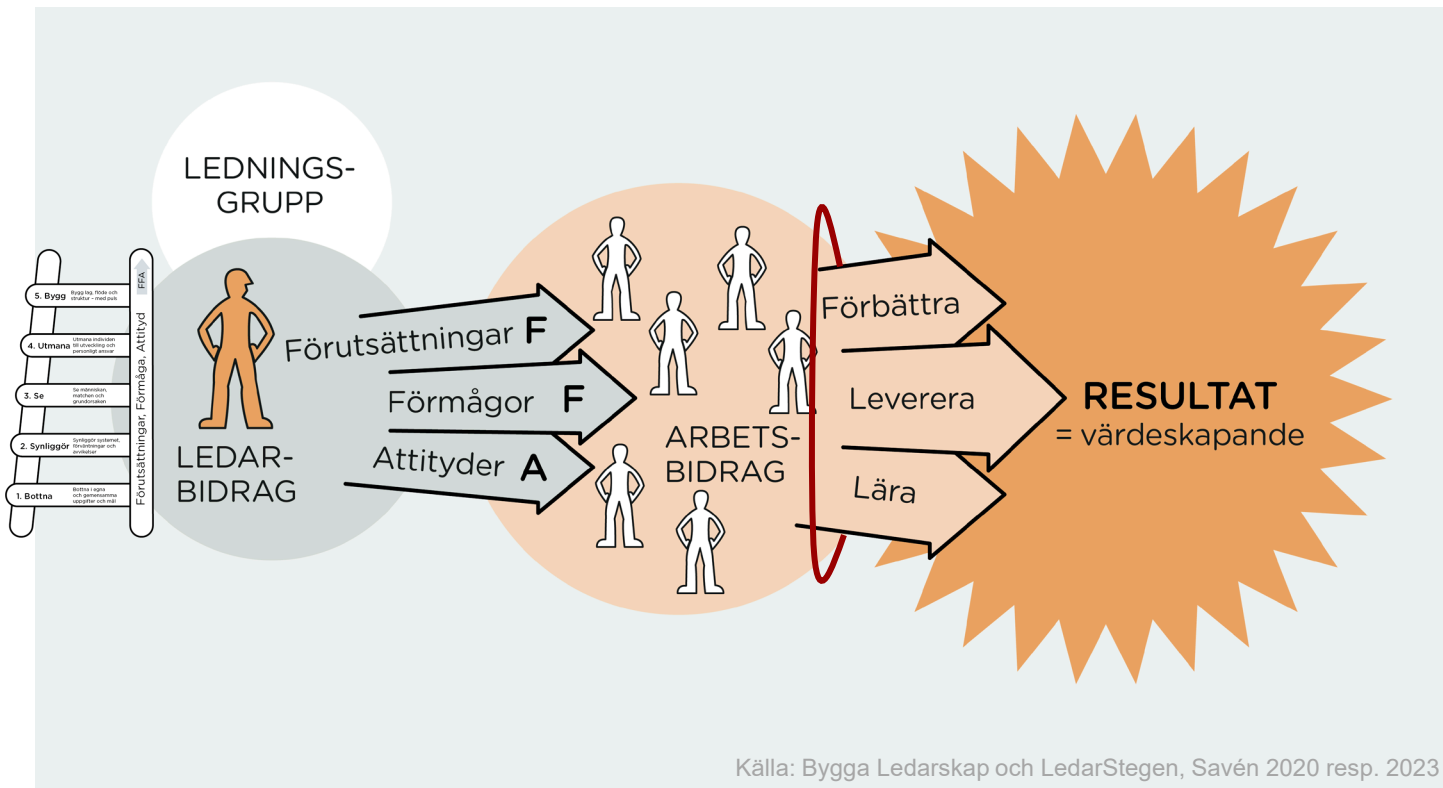 LEDNINGS-
GRUPP
5. Bygg
Bygg lag, flöde och
struktur – med puls
4. Utmana
Utmana individen
till utveckling och
personligt ansvar
3. Se
Se människan,
matchen och
grundorsaken
2. Synliggör
Synliggör systemet,
förväntningar och
avvikelser
1. Bottna
Bottna i egna
och gemensamma
uppgifter och mål
Förutsättningar, Förmåga, Attityd
FFA
LEDAR-
BIDRAG
Förutsättningar F
Förmågor F
Attityder A
ARBETS-
BIDRAG
Förbättra
Leverera
Lära
RESULTAT
= värdeskapande
Källa: Bygga Ledarskap och LedarStegen, Savén 2020 resp. 2023